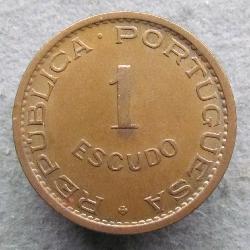 REPUBLICA · PORTUGUESA
1
ESCUDO